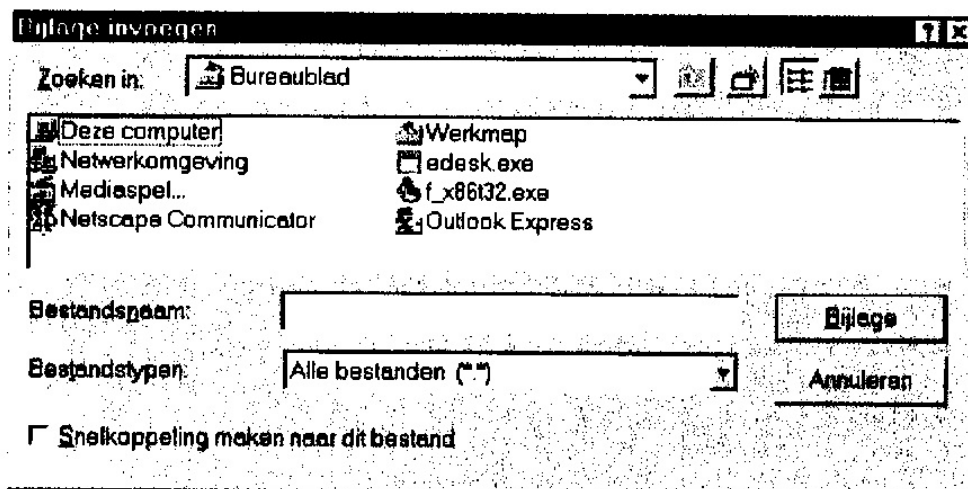 Bijlage invoegen
Zoeken in: Bureaublad
Deze computer
Netwerkomgeving
Mediaspel...
Netscape Communicator
Werkmap
edesk.exe
f_x86t32.exe
Outlook Express
Bestandsnaam:
Bijlage
Bestandstypen: Alle bestanden (*.*)
Annuleren
Snelkoppeling maken naar dit bestand